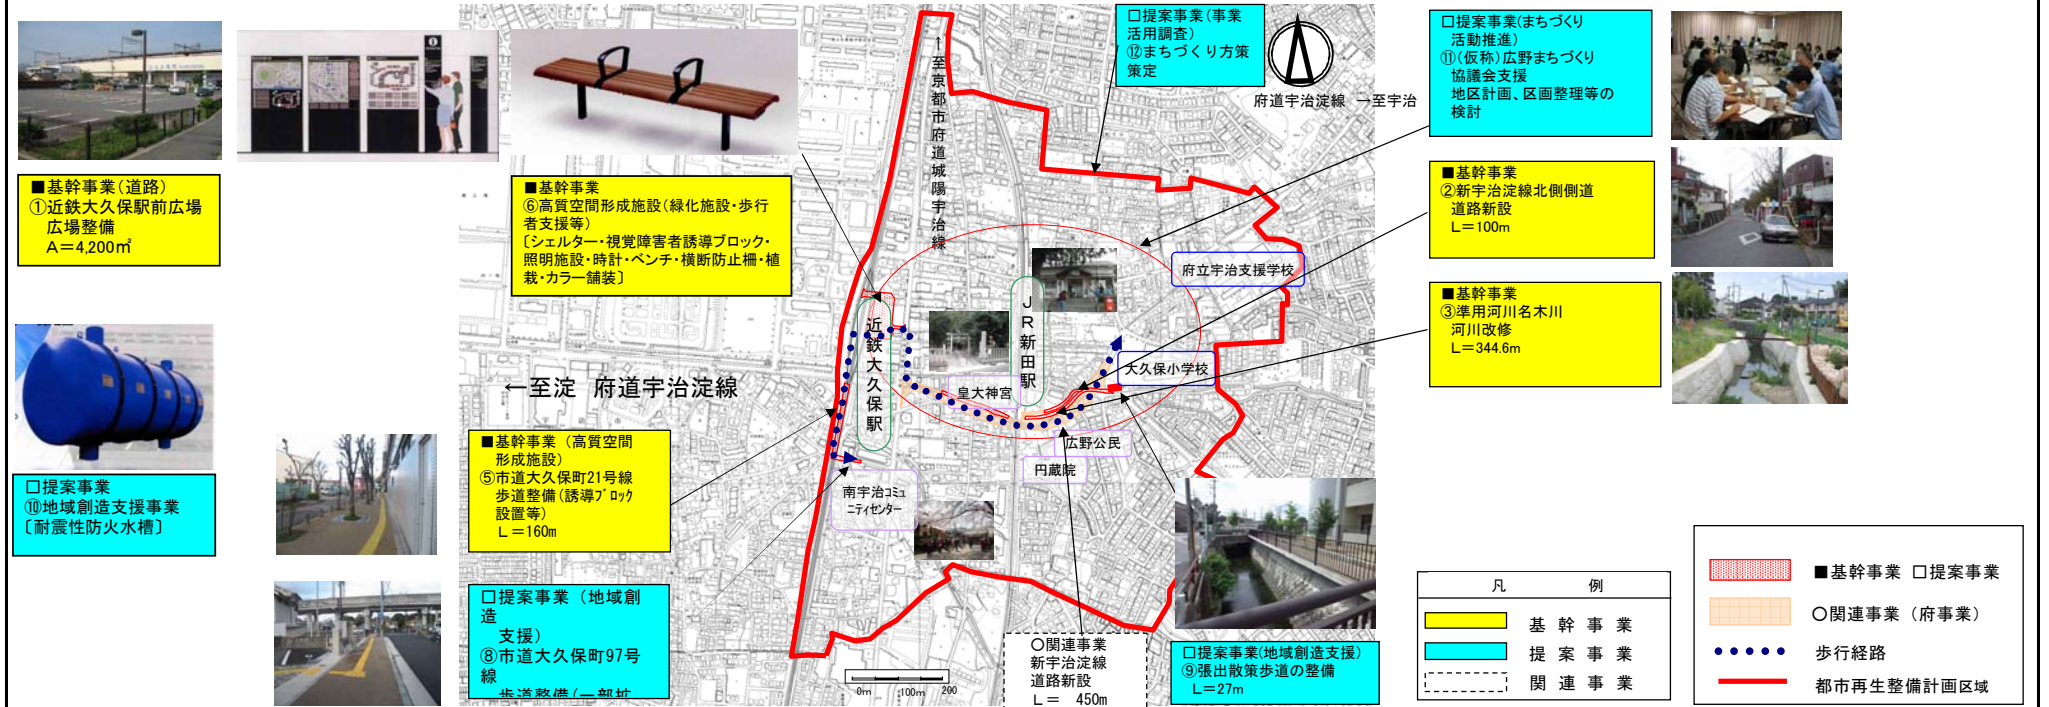 ■基幹事業(道路)
①近鉄大久保駅前広場
広場整備
A=4,200㎡
□提案事業
⑩地域創造支援事業
〔耐震性防火水槽〕
■基幹事業
⑥高質空間形成施設(緑化施設・歩行
者支援等)
〔シェルター・視覚障害者誘導ブロック・
照明施設・時計・ベンチ・横断防止柵・植
栽・カラー舗装〕
■基幹事業 (高質空間
形成施設)
⑤市道大久保町21号線
歩道整備(誘導ブロック
設置等)
L=160m
□提案事業 (地域創
造
支援)
⑧市道大久保町97号
線
歩道整備(一部拡
↑至京都市府道城陽宇治線
←至淀 府道宇治淀線
近鉄大久保駅
JR新田駅
皇大神宮
広野公民
円蔵院
南宇治コミュ
ニティセンター
大久保小学校
府立宇治支援学校
府道宇治淀線 →至宇治
□提案事業(事業
活用調査)
⑫まちづくり方策
策定
□提案事業(まちづくり
活動推進)
⑪(仮称)広野まちづくり
協議会支援
地区計画、区画整理等の
検討
■基幹事業
②新宇治淀線北側側道
道路新設
L=100m
■基幹事業
③準用河川名木川
河川改修
L=344.6m
0m 100m 200
○関連事業
新宇治淀線
道路新設
L= 450m
□提案事業(地域創造支援)
⑨張出散策歩道の整備
L=27m
凡 例
基幹事業
提案事業
関連事業
■基幹事業 □提案事業
○関連事業 (府事業)
歩行経路
都市再生整備計画区域